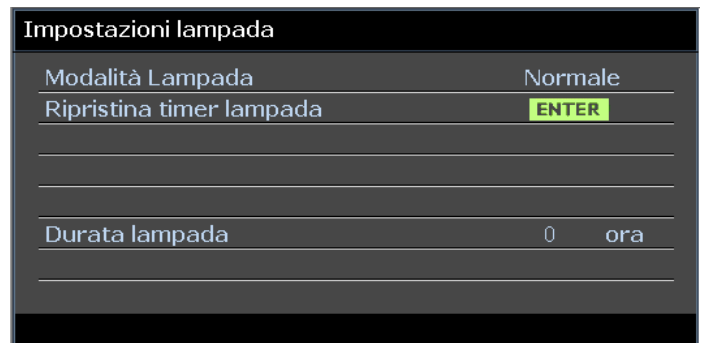 Impostazioni lampada
Modalità Lampada Normale
Ripristina timer lampada ENTER
Durata lampada 0 ora